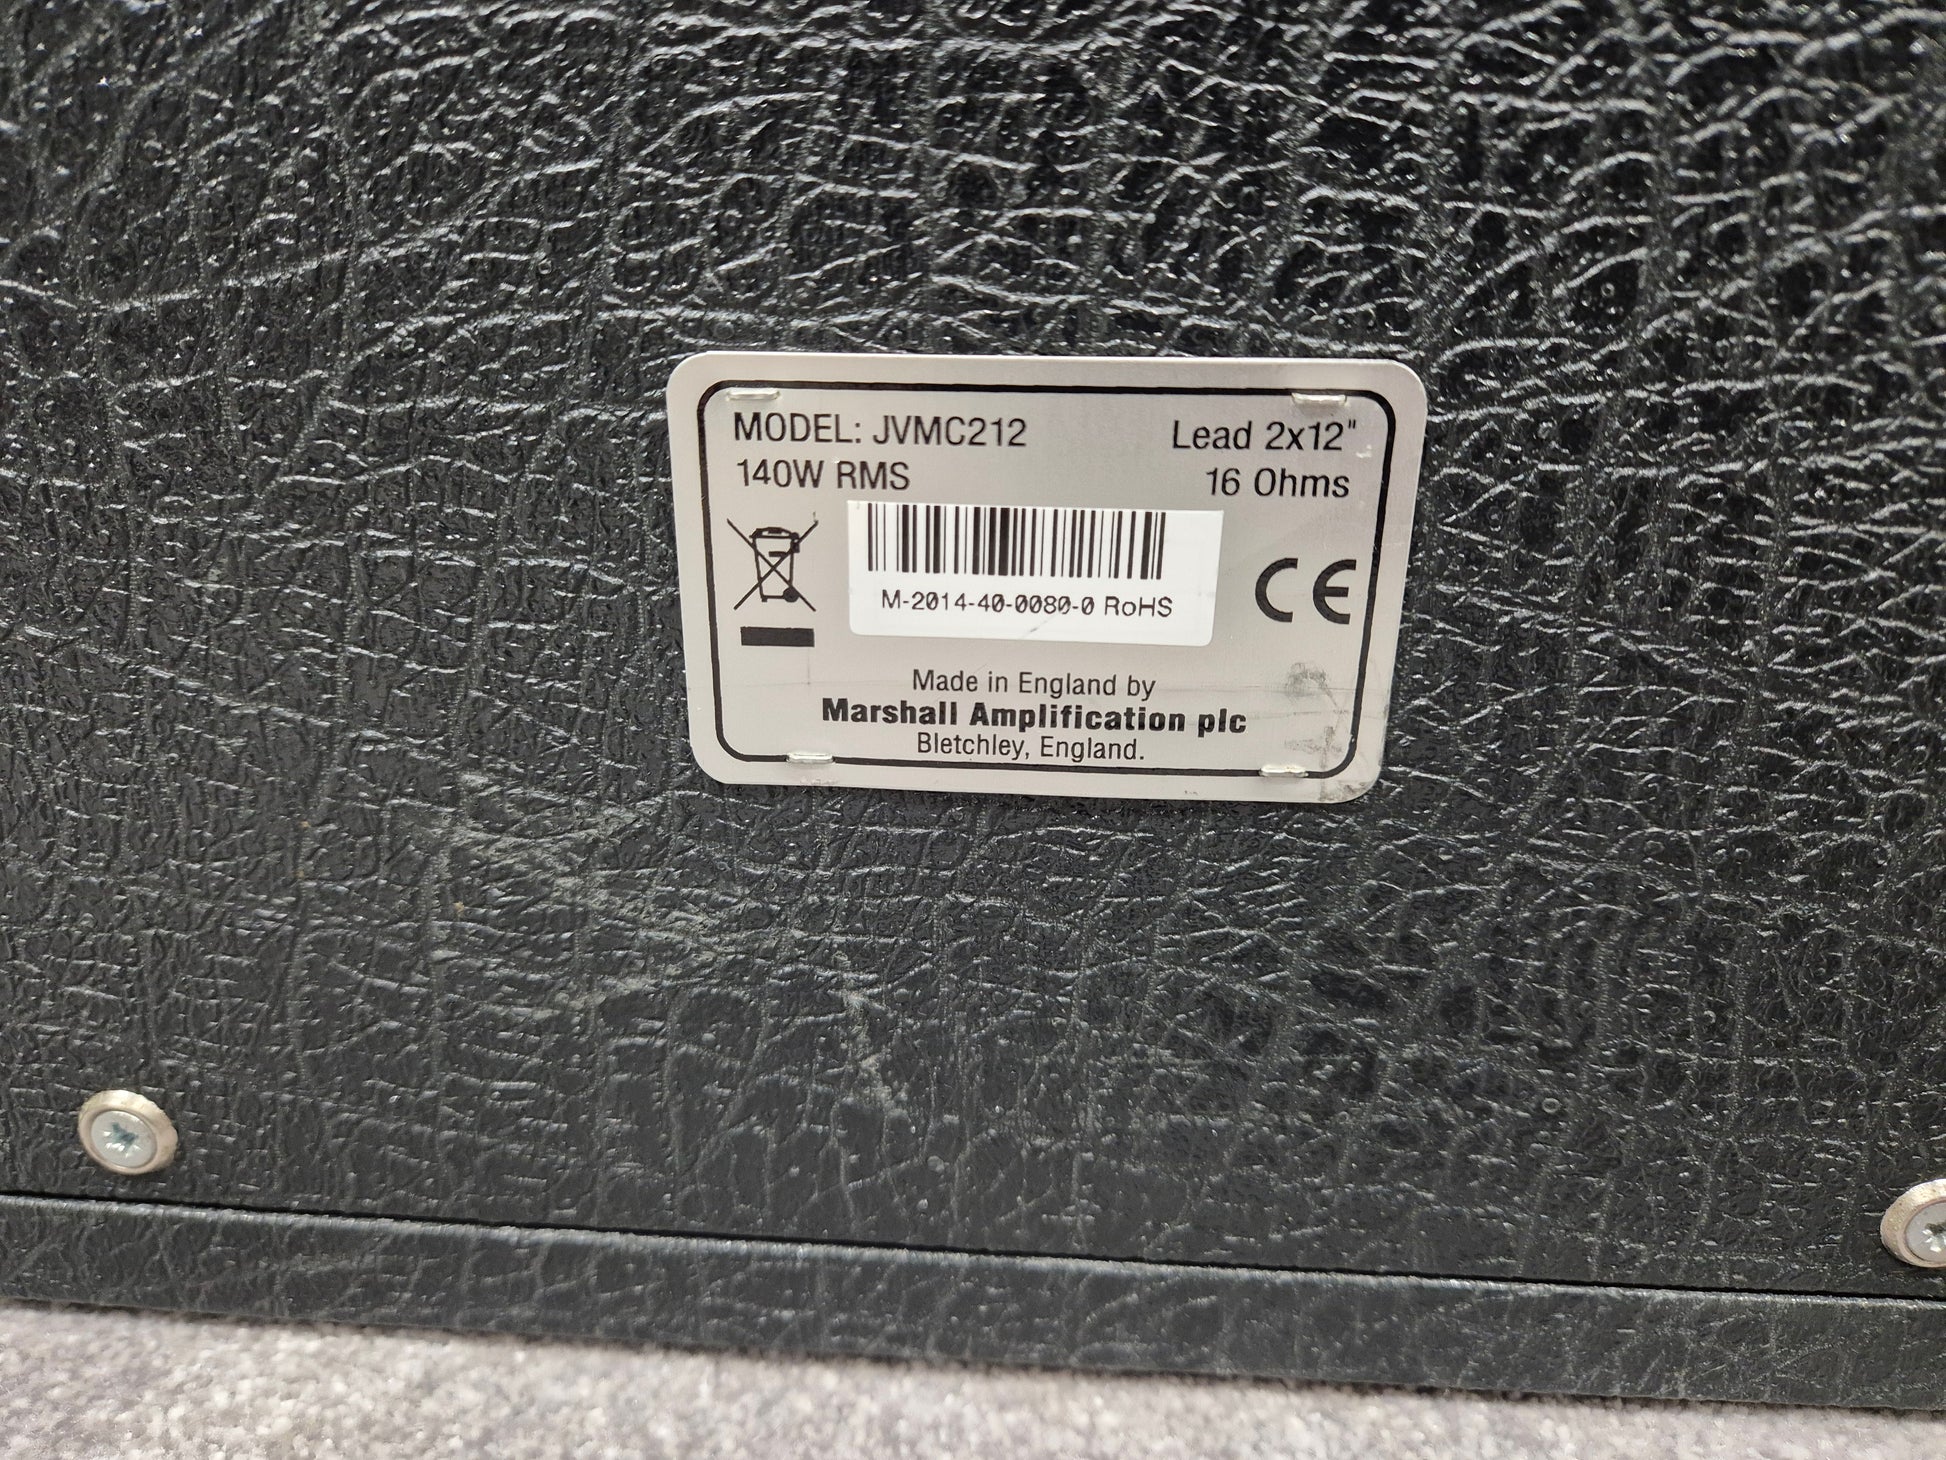 MODEL: JVMC212 Lead 2x12"
140W RMS 16 Ohms
M-2014-40-0080-0 RoHS
CE
Made in England by
Marshall Amplification plc
Bletchley, England.